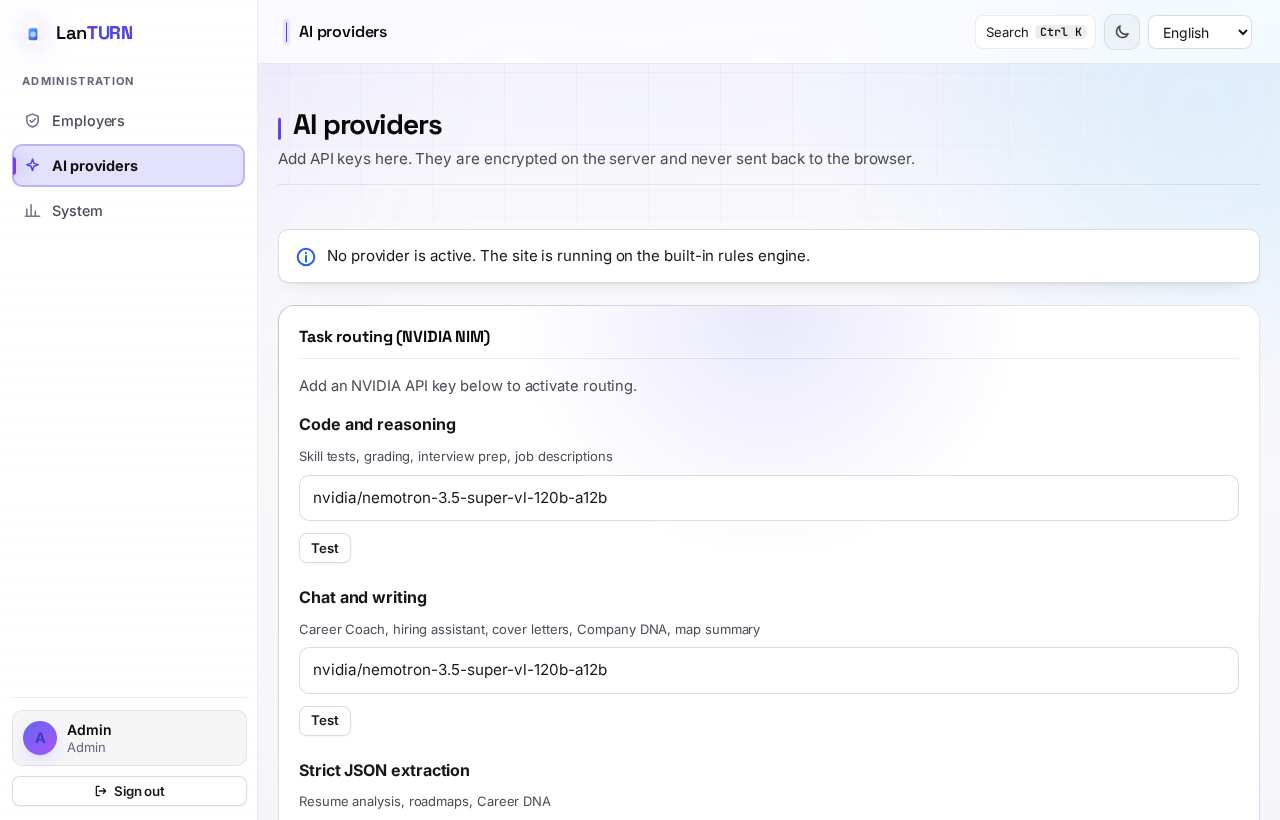 LanTURN
ADMINISTRATION
Employers
AI providers
System
A
Admin
Admin
Sign out
AI providers
Search Ctrl K
English
AI providers
Add API keys here. They are encrypted on the server and never sent back to the browser.
No provider is active. The site is running on the built-in rules engine.
Task routing (NVIDIA NIM)
Add an NVIDIA API key below to activate routing.
Code and reasoning
Skill tests, grading, interview prep, job descriptions
nvidia/nemotron-3.5-super-vl-120b-a12b
Test
Chat and writing
Career Coach, hiring assistant, cover letters, Company DNA, map summary
nvidia/nemotron-3.5-super-vl-120b-a12b
Test
Strict JSON extraction
Resume analysis, roadmaps, Career DNA